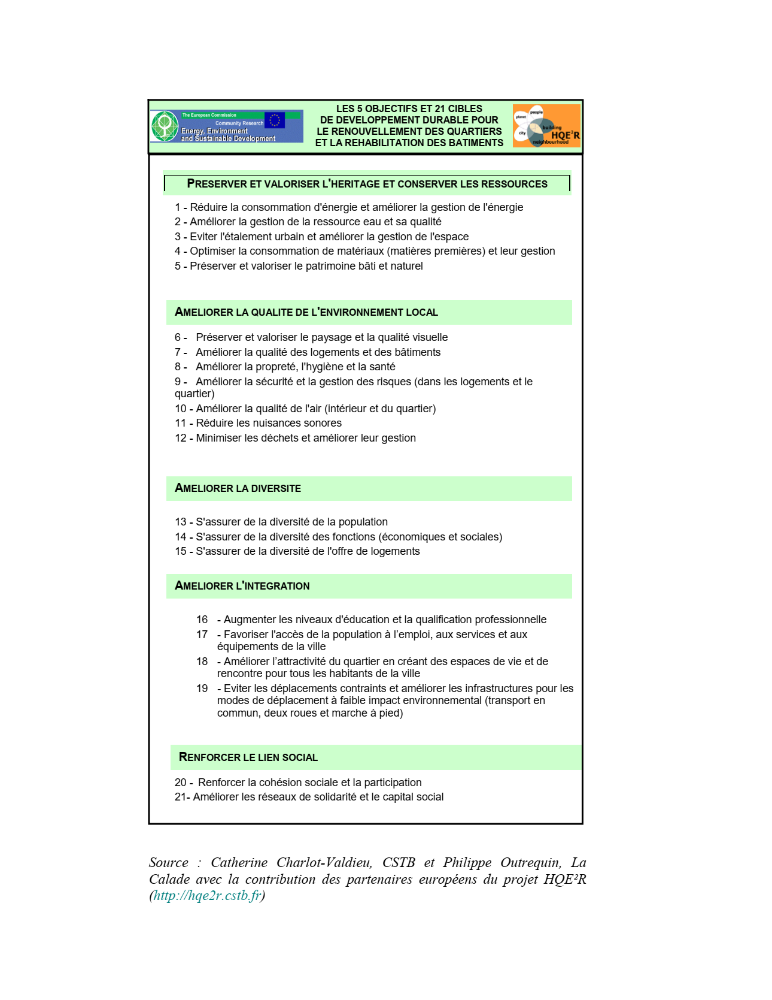 The European Commission
Community Research
Energy, Environment
and Sustainable Development
LES 5 OBJECTIFS ET 21 CIBLES
DE DEVELOPPEMENT DURABLE POUR
LE RENOUVELLEMENT DES QUARTIERS
ET LA REHABILITATION DES BATIMENTS
people
planet
building
city
HQE²R
neighbourhood
PRESERVER ET VALORISER L'HERITAGE ET CONSERVER LES RESSOURCES
1 - Réduire la consommation d'énergie et améliorer la gestion de l'énergie
2 - Améliorer la gestion de la ressource eau et sa qualité
3 - Eviter l'étalement urbain et améliorer la gestion de l'espace
4 - Optimiser la consommation de matériaux (matières premières) et leur gestion
5 - Préserver et valoriser le patrimoine bâti et naturel
AMELIORER LA QUALITE DE L'ENVIRONNEMENT LOCAL
6 - Préserver et valoriser le paysage et la qualité visuelle
7 - Améliorer la qualité des logements et des bâtiments
8 - Améliorer la propreté, l'hygiène et la santé
9 - Améliorer la sécurité et la gestion des risques (dans les logements et le
quartier)
10 - Améliorer la qualité de l'air (intérieur et du quartier)
11 - Réduire les nuisances sonores
12 - Minimiser les déchets et améliorer leur gestion
AMELIORER LA DIVERSITE
13 - S'assurer de la diversité de la population
14 - S'assurer de la diversité des fonctions (économiques et sociales)
15 - S'assurer de la diversité de l'offre de logements
AMELIORER L'INTEGRATION
16 - Augmenter les niveaux d'éducation et la qualification professionnelle
17 - Favoriser l'accès de la population à l’emploi, aux services et aux
équipements de la ville
18 - Améliorer l’attractivité du quartier en créant des espaces de vie et de
rencontre pour tous les habitants de la ville
19 - Eviter les déplacements contraints et améliorer les infrastructures pour les
modes de déplacement à faible impact environnemental (transport en
commun, deux roues et marche à pied)
RENFORCER LE LIEN SOCIAL
20 - Renforcer la cohésion sociale et la participation
21- Améliorer les réseaux de solidarité et le capital social
Source : Catherine Charlot-Valdieu, CSTB et Philippe Outrequin, La
Calade avec la contribution des partenaires européens du projet HQE²R
(http://hqe2r.cstb.fr)